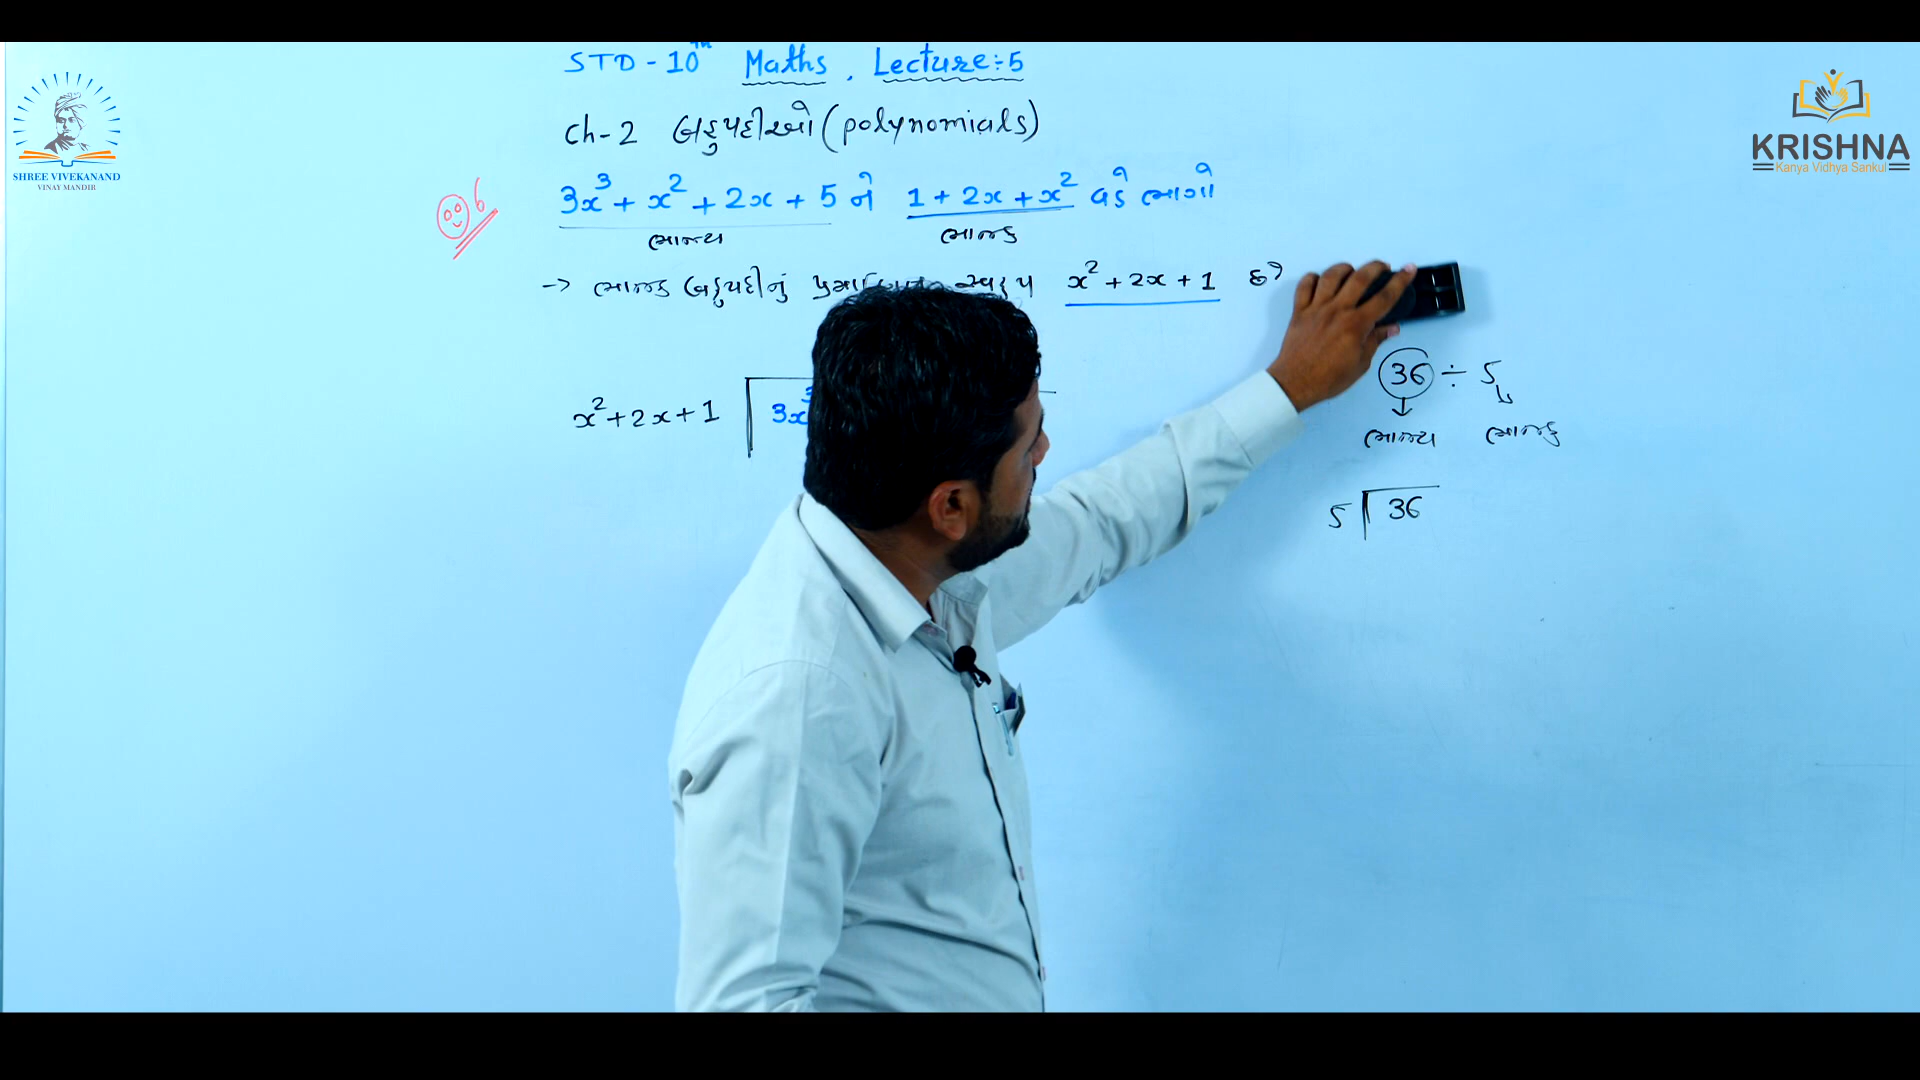 STD - 10th Maths, Lecture:-5
Ch-2 બહુપદીઓ (polynomials)
6
3x³ + x² + 2x + 5 ને 1 + 2x + x² વડે ભાગો
ભાજ્ય ભાજક
→ ભાજક બહુપદીનું સ્વરૂપ x² + 2x + 1 છે
36 ÷ 5
ભાજ્ય ભાજક
x² + 2x + 1 3x³
5 36
SHREE VIVEKANAND
VINAY MANDIR
KRISHNA
Kanya Vidhya Sankul